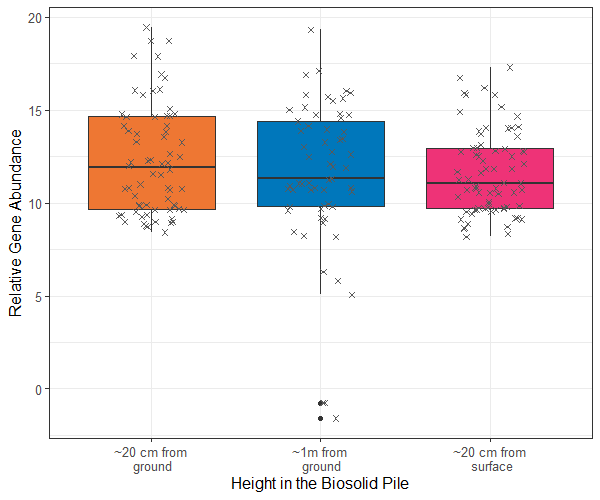 Relative Gene Abundance
20
15
10
5
0
~20 cm from
ground
~1m from
ground
~20 cm from
surface
Height in the Biosolid Pile